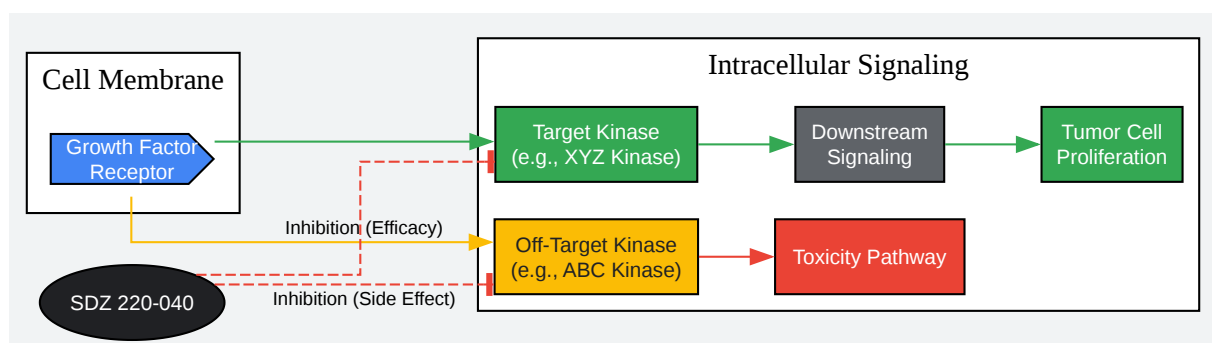 Cell Membrane
Growth Factor
Receptor
Intracellular Signaling
Target Kinase
(e.g., XYZ Kinase)
Downstream
Signaling
Tumor Cell
Proliferation
Inhibition (Efficacy)
Off-Target Kinase
(e.g., ABC Kinase)
Toxicity Pathway
SDZ 220-040
Inhibition (Side Effect)